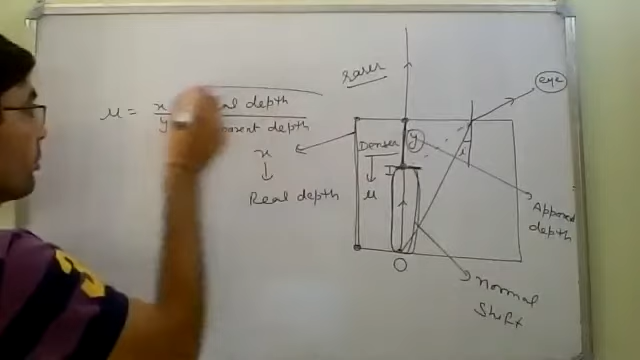 μ = x/y = Real depth / Apparent depth
x
Real depth
rarer
eye
Denser
μ
y
I
i
O
Apparent depth
normal
Shift